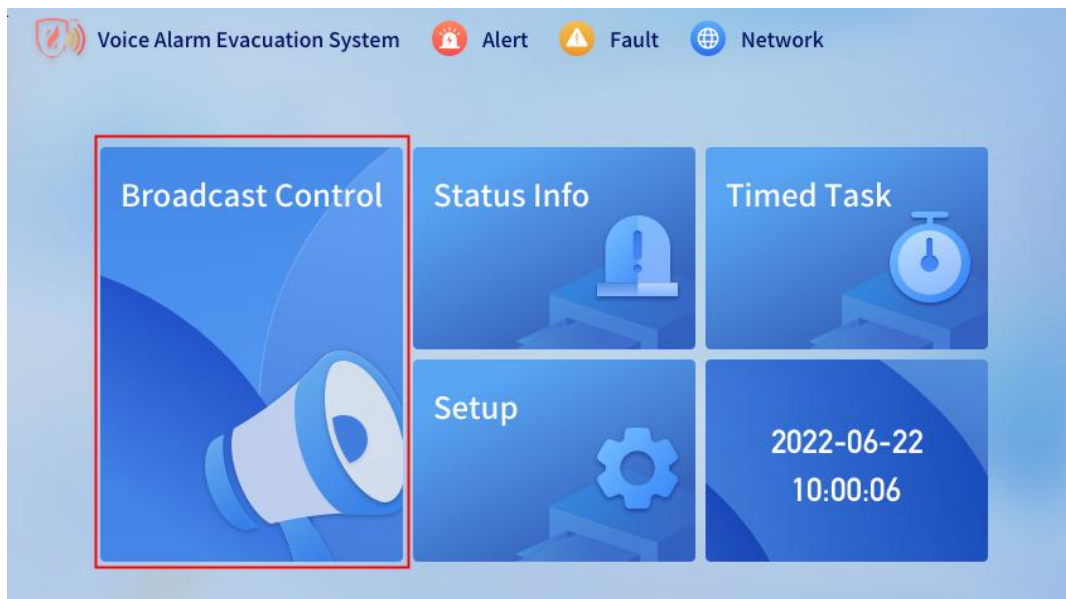 Voice Alarm Evacuation System Alert Fault Network
Broadcast Control
Status Info
Timed Task
Setup
2022-06-22
10:00:06